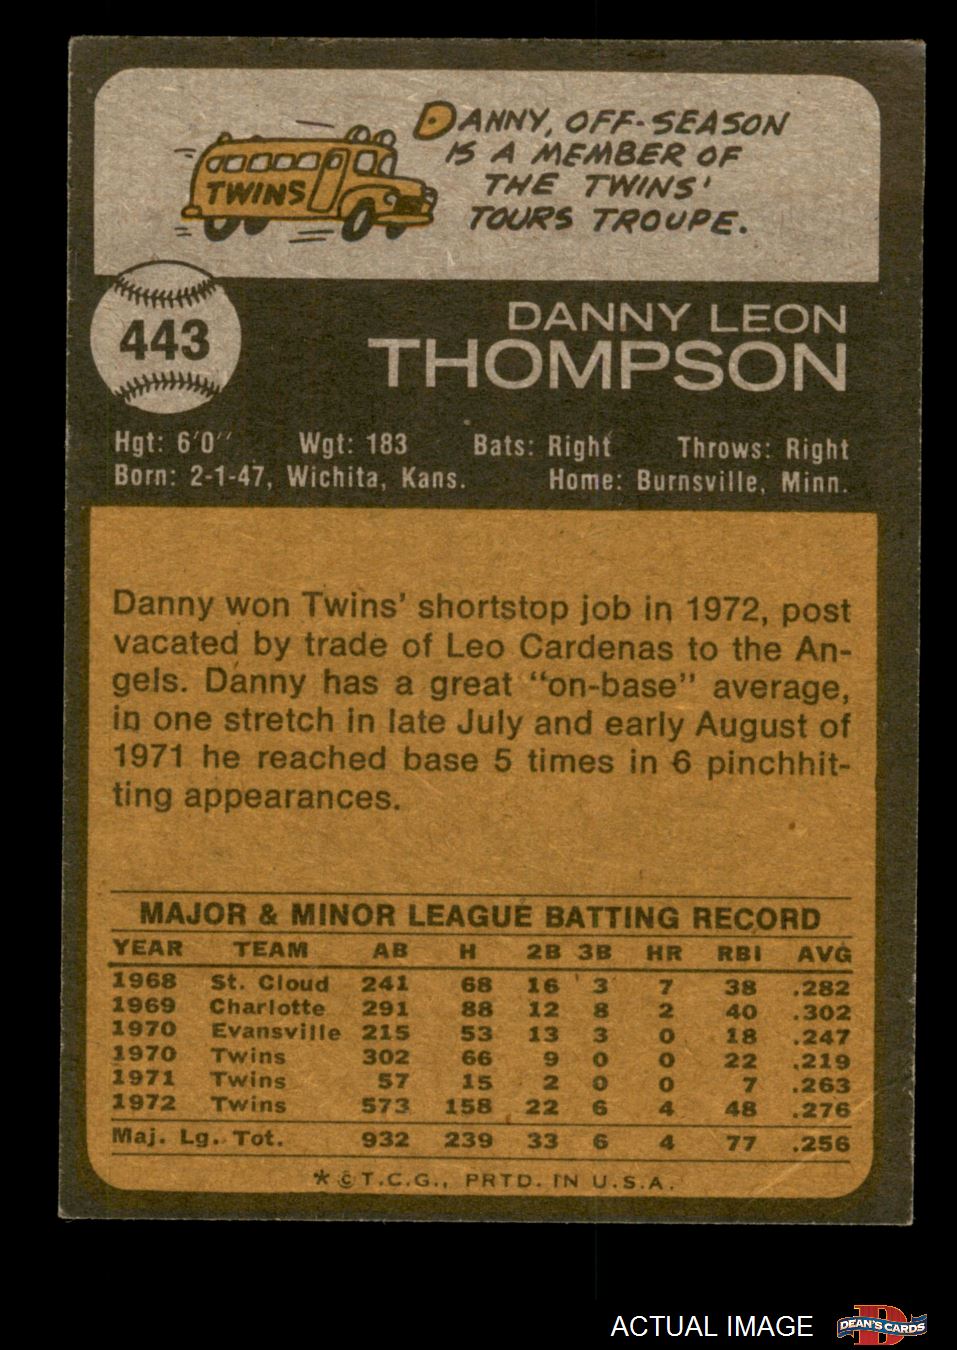 DANNY, OFF-SEASON
IS A MEMBER OF
THE TWINS'
TOURS TROUPE.
TWINS
443
DANNY LEON
THOMPSON
Hgt: 6'0" Wgt: 183 Bats: Right Throws: Right
Born: 2-1-47, Wichita, Kans. Home: Burnsville, Minn.
Danny won Twins' shortstop job in 1972, post
vacated by trade of Leo Cardenas to the An-
gels. Danny has a great "on-base" average,
in one stretch in late July and early August of
1971 he reached base 5 times in 6 pinchhit-
ting appearances.
MAJOR & MINOR LEAGUE BATTING RECORD
YEAR TEAM AB H 2B 3B HR RBI AVG
1968 St. Cloud 241 68 16 3 7 38 .282
1969 Charlotte 291 88 12 8 2 40 .302
1970 Evansville 215 53 13 3 0 18 .247
1970 Twins 302 66 9 0 0 22 .219
1971 Twins 57 15 2 0 0 7 .263
1972 Twins 573 158 22 6 4 48 .276
Maj. Lg. Tot. 932 239 33 6 4 77 .256
* © T.C.G., PRTD. IN U.S.A.
ACTUAL IMAGE
D
DEAN'S CARDS